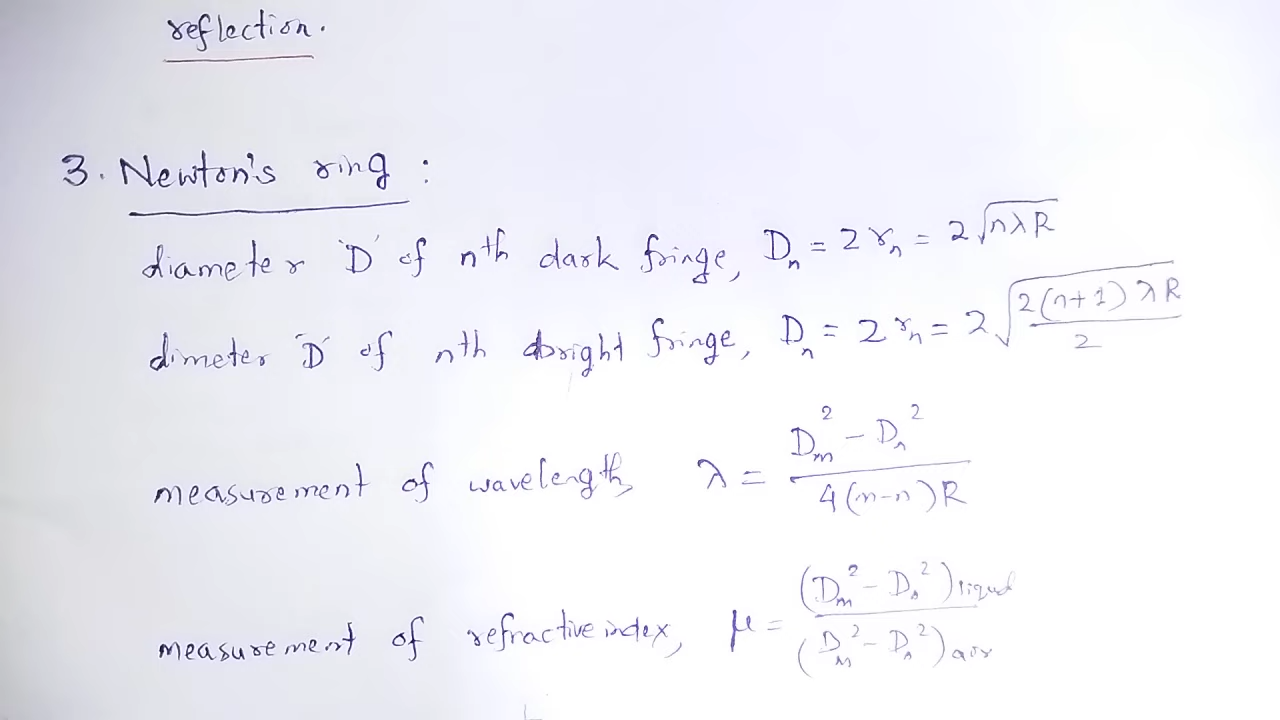 reflection.
3. Newton's ring :
diameter 'D' of nth dark fringe, Dₙ = 2rₙ = 2√(nλR)
dimeter 'D' of nth bright fringe, Dₙ = 2rₙ = 2√(2(n+1)λR/2)
measurement of wavelength, λ = (Dₘ² − Dₙ²)/(4(m−n)R)
measurement of refractive index, μ = (Dₘ² − Dₙ²)liquid/(Dₘ² − Dₙ²)air